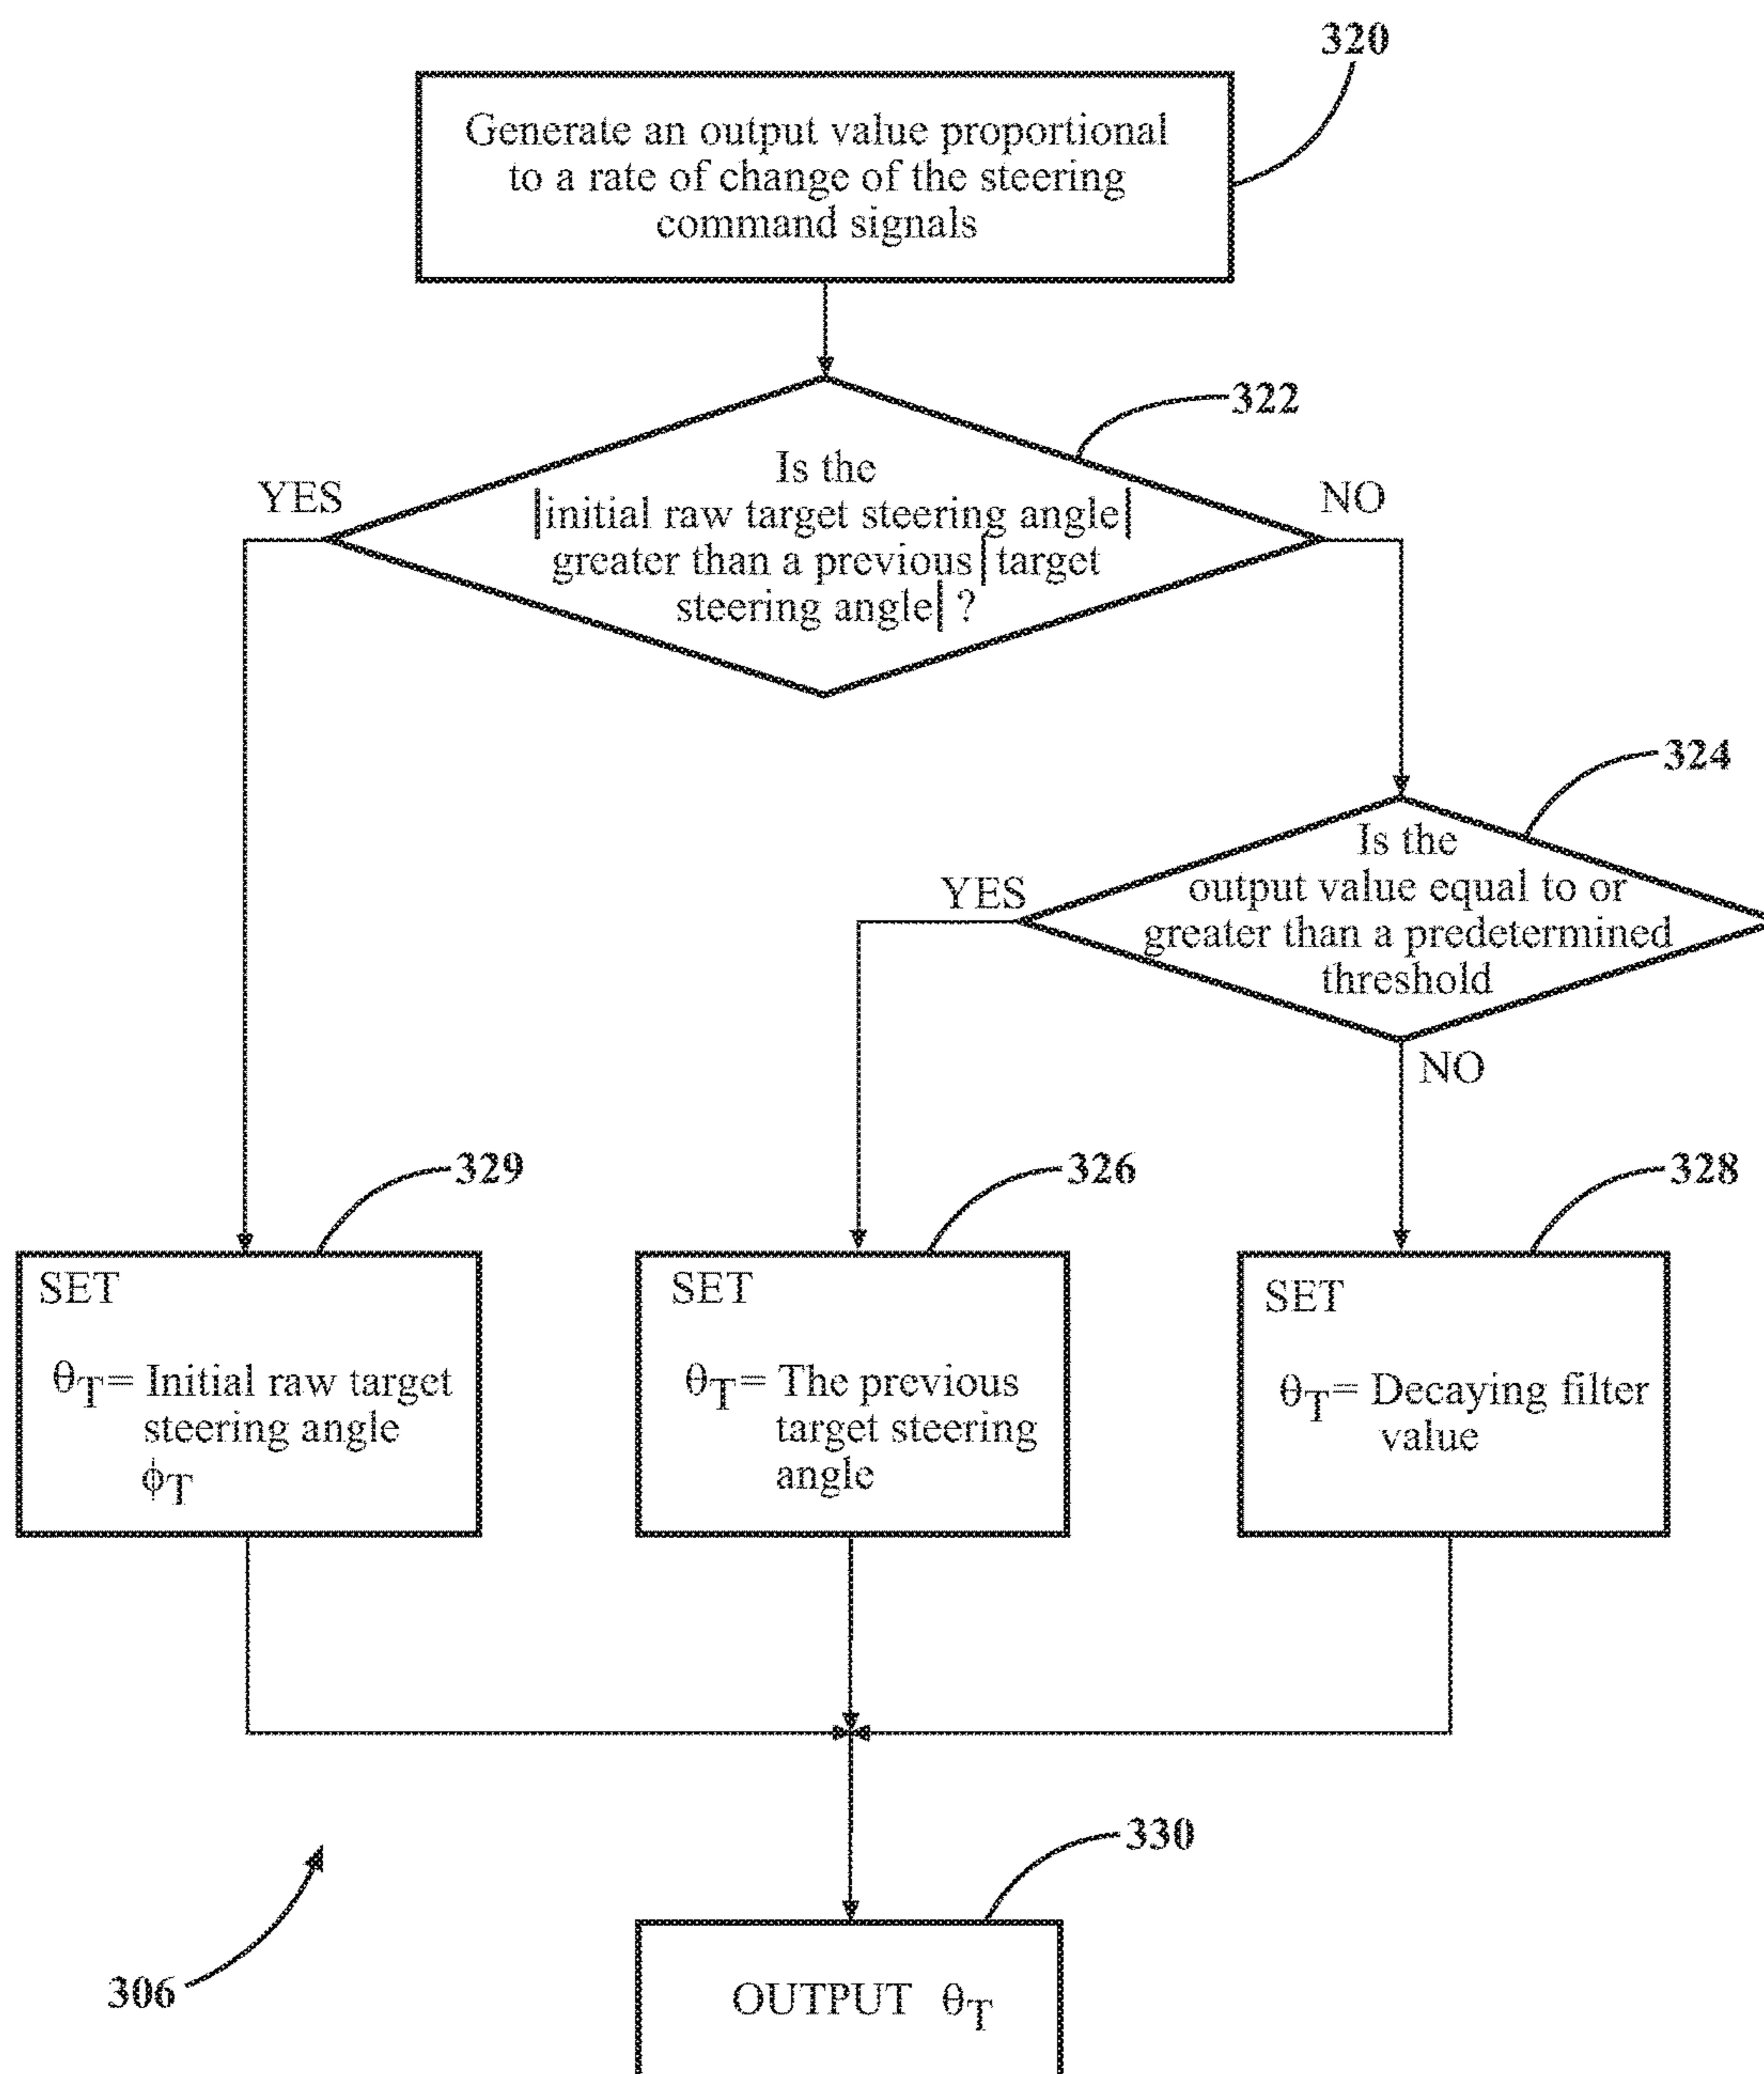 320
Generate an output value proportional
to a rate of change of the steering
command signals
322
YES
NO
Is the
|initial raw target steering angle|
greater than a previous | target
steering angle| ?
324
YES
Is the
output value equal to or
greater than a predetermined
threshold
NO
329
326
328
SET
θT= Initial raw target
steering angle
ϕT
SET
θT= The previous
target steering
angle
SET
θT= Decaying filter
value
330
306
OUTPUT θT